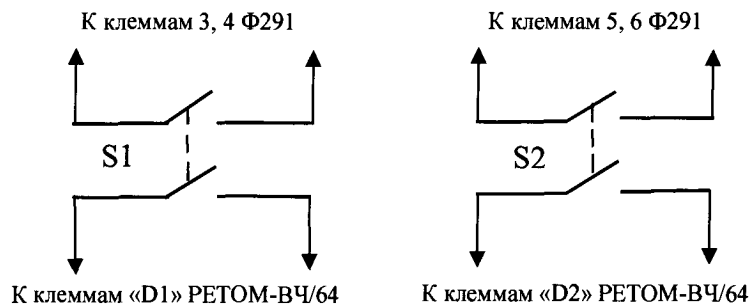 К клеммам 3, 4 Ф291
К клеммам 5, 6 Ф291
S1
S2
К клеммам «D1» РЕТОМ-ВЧ/64
К клеммам «D2» РЕТОМ-ВЧ/64